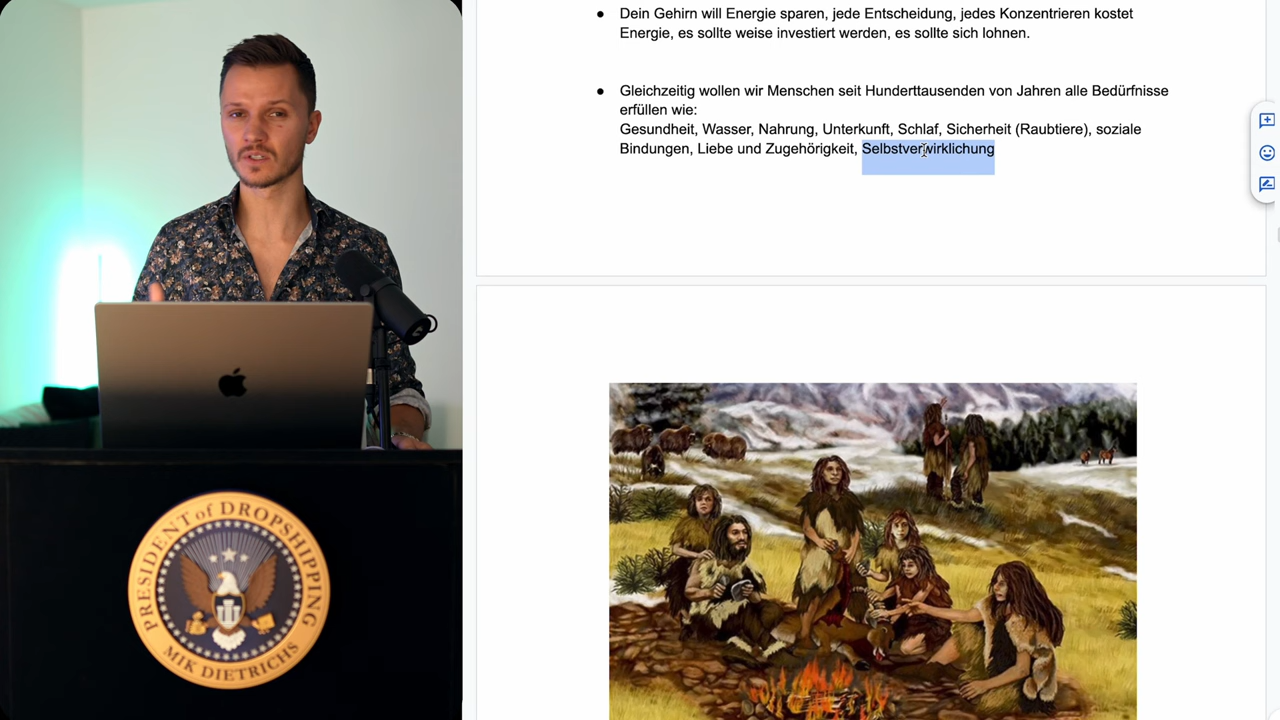 Dein Gehirn will Energie sparen, jede Entscheidung, jedes Konzentrieren kostet
Energie, es sollte weise investiert werden, es sollte sich lohnen.
Gleichzeitig wollen wir Menschen seit Hunderttausenden von Jahren alle Bedürfnisse
erfüllen wie:
Gesundheit, Wasser, Nahrung, Unterkunft, Schlaf, Sicherheit (Raubtiere), soziale
Bindungen, Liebe und Zugehörigkeit, Selbstverwirklichung
PRESIDENT of DROPSHIPPING
MIK DIETRICHS